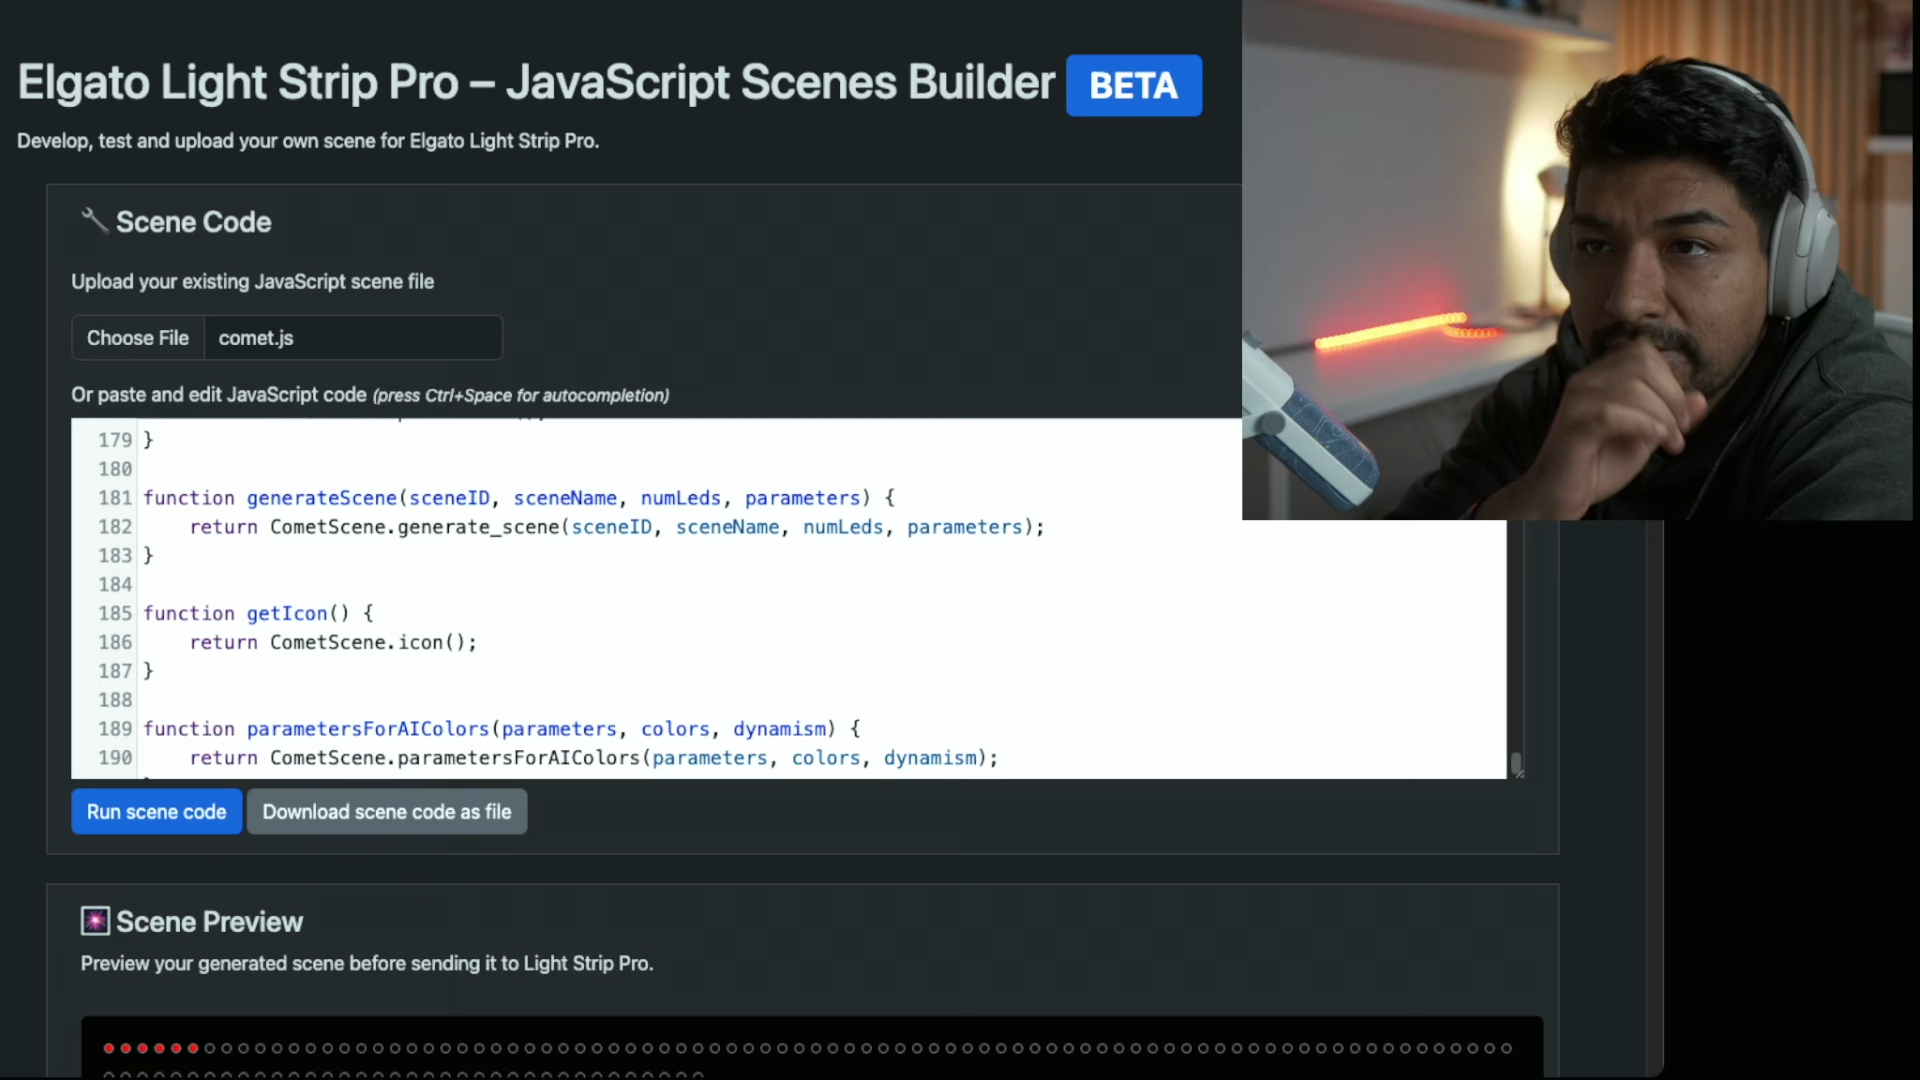 Elgato Light Strip Pro – JavaScript Scenes Builder BETA
Develop, test and upload your own scene for Elgato Light Strip Pro.
Scene Code
Upload your existing JavaScript scene file
Choose File comet.js
Or paste and edit JavaScript code (press Ctrl+Space for autocompletion)
179 }
180
181 function generateScene(sceneID, sceneName, numLeds, parameters) {
182 return CometScene.generate_scene(sceneID, sceneName, numLeds, parameters);
183 }
184
185 function getIcon() {
186 return CometScene.icon();
187 }
188
189 function parametersForAIColors(parameters, colors, dynamism) {
190 return CometScene.parametersForAIColors(parameters, colors, dynamism);
Run scene code Download scene code as file
Scene Preview
Preview your generated scene before sending it to Light Strip Pro.